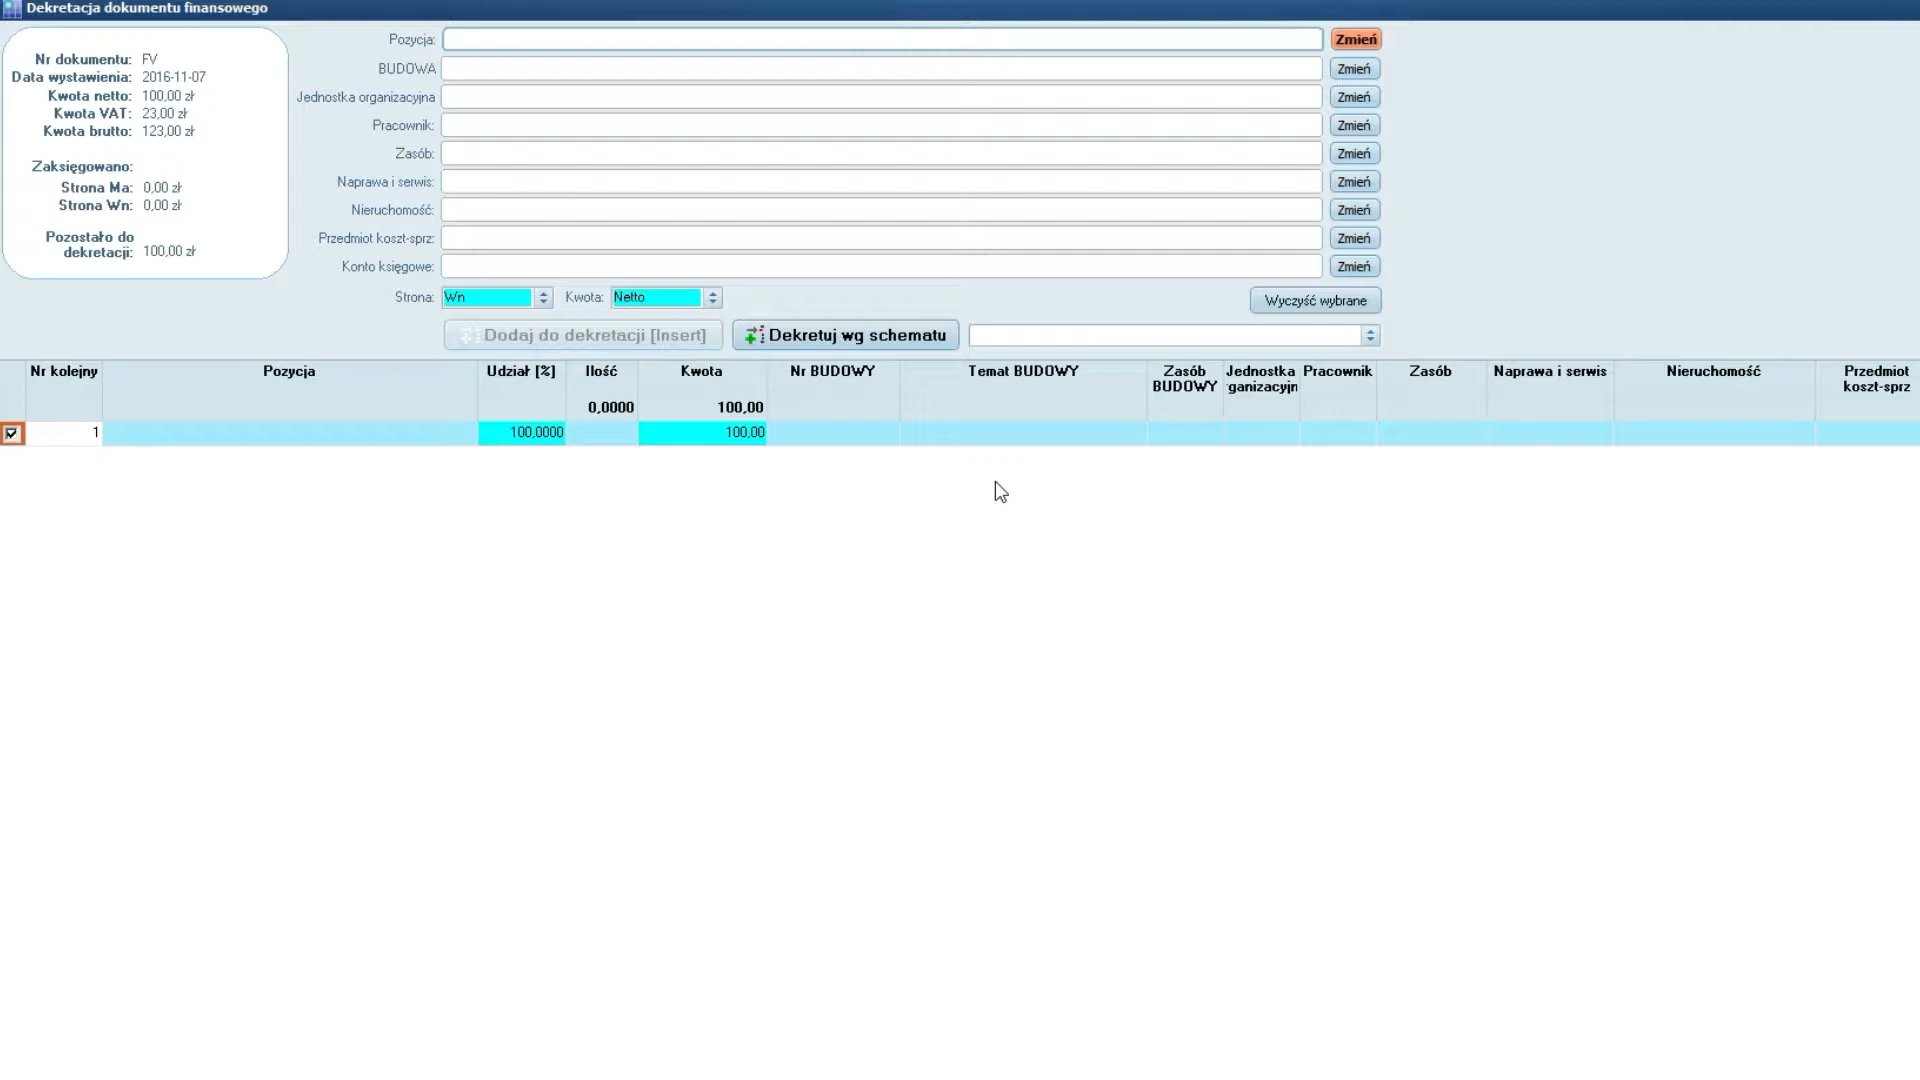 Dekretacja dokumentu finansowego
Nr dokumentu: FV
Data wystawienia: 2016-11-07
Kwota netto: 100,00 zł
Kwota VAT: 23,00 zł
Kwota brutto: 123,00 zł
Zaksięgowano:
Strona Ma: 0,00 zł
Strona Wn: 0,00 zł
Pozostało do
dekretacji: 100,00 zł
Pozycja: Zmień
BUDOWA Zmień
Jednostka organizacyjna Zmień
Pracownik: Zmień
Zasób: Zmień
Naprawa i serwis: Zmień
Nieruchomość: Zmień
Przedmiot koszt-sprz: Zmień
Konto księgowe: Zmień
Strona: Wn Kwota: Netto Wyczyść wybrane
Dodaj do dekretacji [Insert] Dekretuj wg schematu
Nr kolejny Pozycja Udział [%] Ilość Kwota Nr BUDOWY Temat BUDOWY Zasób Jednostka Pracownik Zasób Naprawa i serwis Nieruchomość Przedmiot
BUDOWY ganizacyjn koszt-sprz
0,0000 100,00
1 100,0000 100,00